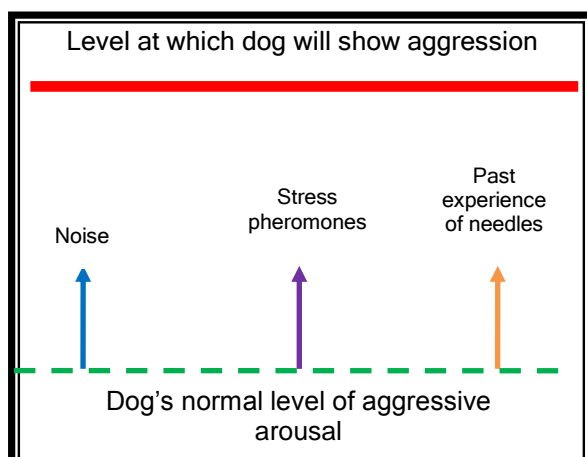 Level at which dog will show aggression
Past
experience
of needles
Stress
pheromones
Noise
Dog's normal level of aggressive
arousal